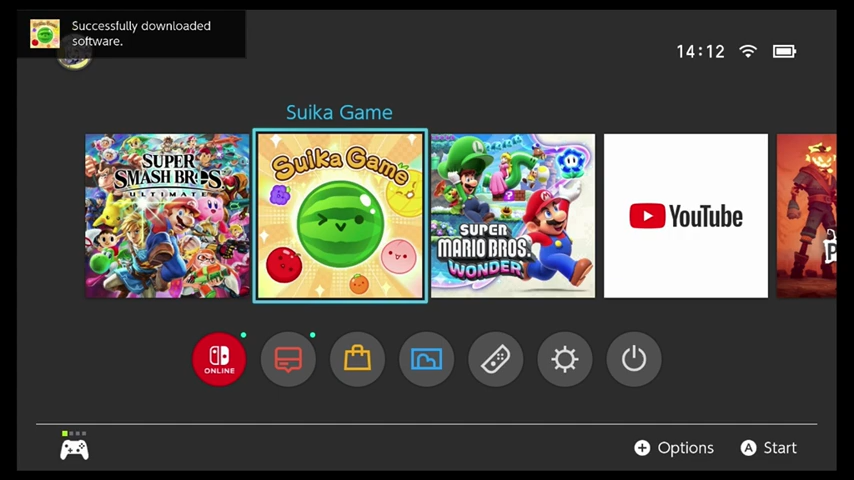 Successfully downloaded
software.
14:12
Suika Game
SUPER
SMASH BROS.
ULTIMATE
Suika Game
SUPER
MARIO BROS.
WONDER
YouTube
ONLINE
Options
A Start